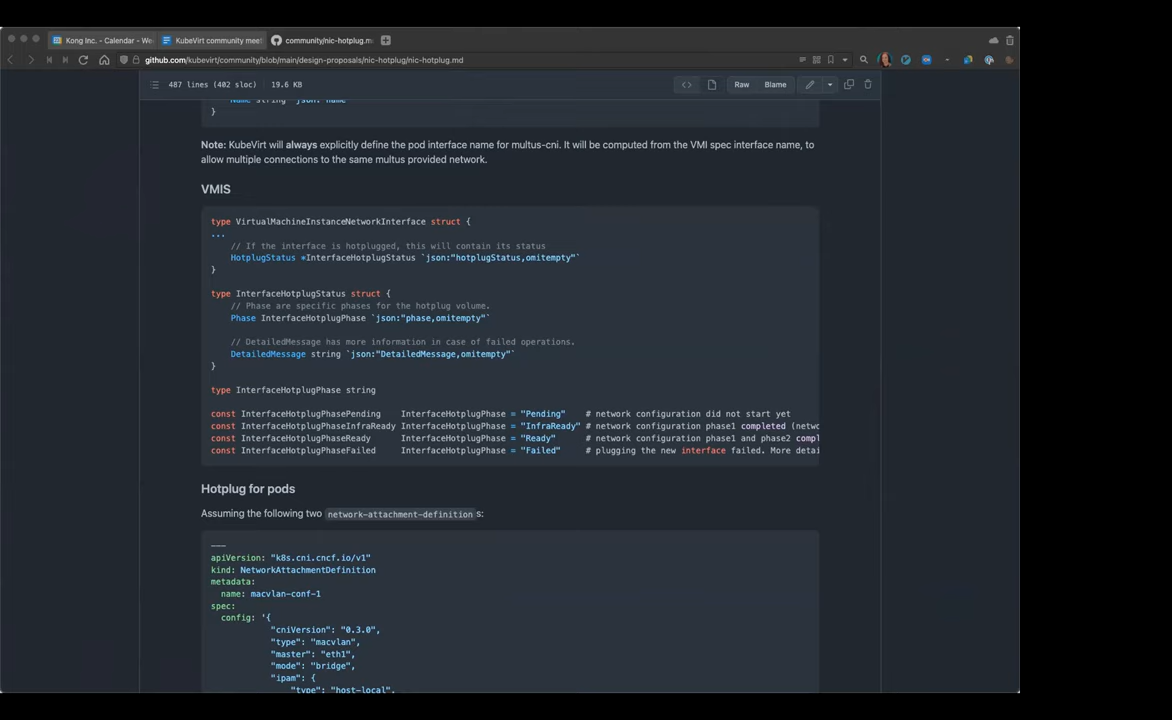 Kong Inc. - Calendar - We
KubeVirt community meet
community/nic-hotplug.m
github.com/kubevirt/community/blob/main/design-proposals/nic-hotplug/nic-hotplug.md
487 lines (402 sloc) 19.6 KB
Raw
Blame
Name string `json:"name"`
}
Note: KubeVirt will always explicitly define the pod interface name for multus-cni. It will be computed from the VMI spec interface name, to
allow multiple connections to the same multus provided network.
VMIS
type VirtualMachineInstanceNetworkInterface struct {
...
// If the interface is hotplugged, this will contain its status
HotplugStatus *InterfaceHotplugStatus `json:"hotplugStatus,omitempty"`
}
type InterfaceHotplugStatus struct {
// Phase are specific phases for the hotplug volume.
Phase InterfaceHotplugPhase `json:"phase,omitempty"`
// DetailedMessage has more information in case of failed operations.
DetailedMessage string `json:"DetailedMessage,omitempty"`
}
type InterfaceHotplugPhase string
const InterfaceHotplugPhasePending InterfaceHotplugPhase = "Pending" # network configuration did not start yet
const InterfaceHotplugPhaseInfraReady InterfaceHotplugPhase = "InfraReady" # network configuration phase1 completed (netwo
const InterfaceHotplugPhaseReady InterfaceHotplugPhase = "Ready" # network configuration phase1 and phase2 compl
const InterfaceHotplugPhaseFailed InterfaceHotplugPhase = "Failed" # plugging the new interface failed. More detai
Hotplug for pods
Assuming the following two network-attachment-definition s:
---
apiVersion: "k8s.cni.cncf.io/v1"
kind: NetworkAttachmentDefinition
metadata:
name: macvlan-conf-1
spec:
config: '{
"cniVersion": "0.3.0",
"type": "macvlan",
"master": "eth1",
"mode": "bridge",
"ipam": {
"type": "host-local",